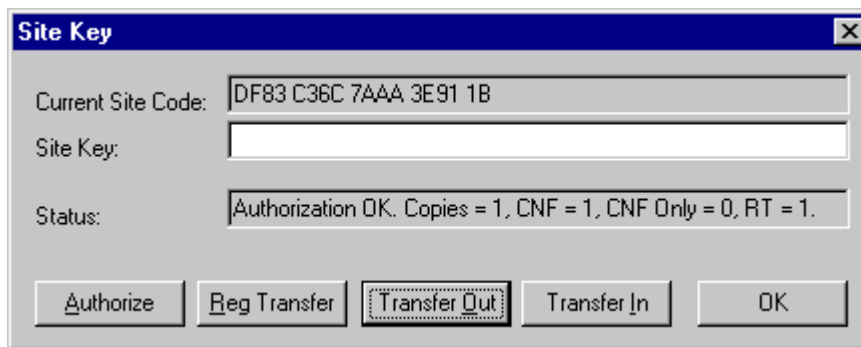 Site Key
Current Site Code: DF83 C36C 7AAA 3E91 1B
Site Key:
Status: Authorization OK. Copies = 1, CNF = 1, CNF Only = 0, RT = 1.
Authorize Reg Transfer Transfer Out Transfer In OK